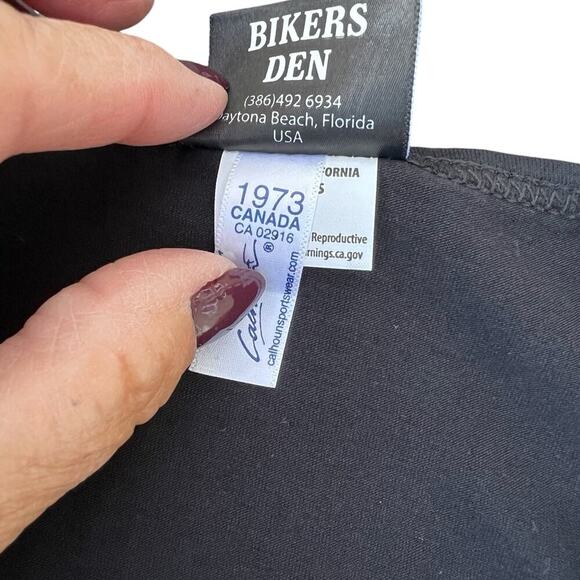 BIKERS
DEN
(386)492 6934
aytona Beach, Florida
USA
1973
CANADA
CA 02916
®
calhounsportswear.com
FORNIA
S
Reproductive
rnings.ca.gov